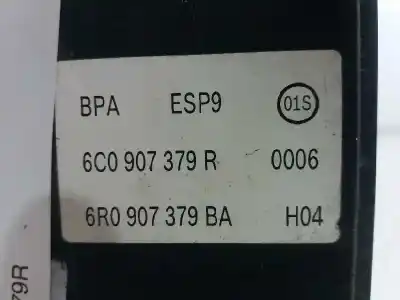 BPA ESP9 01S
6C0 907 379 R 0006
6R0 907 379 BA H04
79R